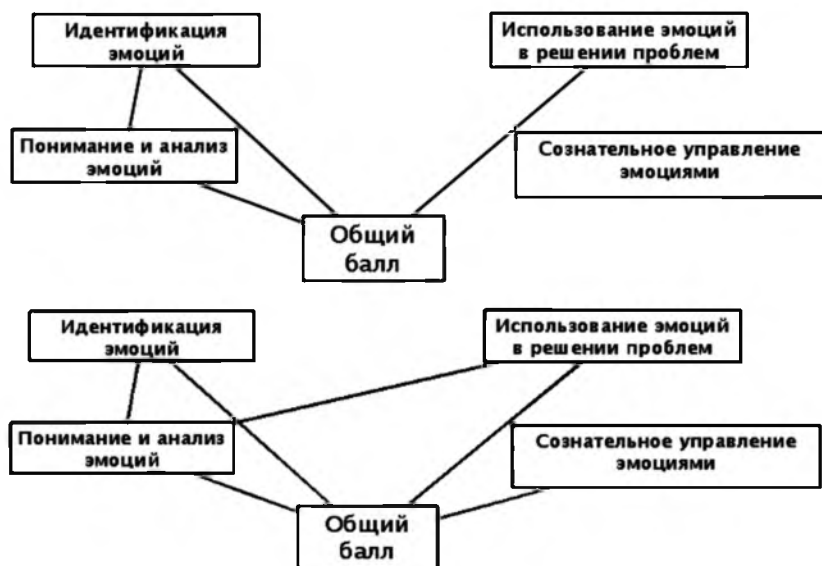 Идентификация
эмоций
Использование эмоций
в решении проблем
Понимание и анализ
эмоций
Сознательное управление
эмоциями
Общий
балл
Идентификация
эмоций
Использование эмоций
в решении проблем
Понимание и анализ
эмоций
Сознательное управление
эмоциями
Общий
балл